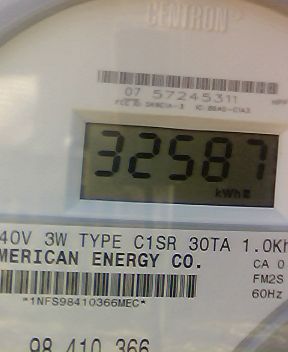 CENTRON®
07 57245311
32587
kWh
40V 3W TYPE C1SR 30TA 1.0Kh
MERICAN ENERGY CO.
CA 0
FM2S
60Hz
*1NFS98410366MEC*
98 410 366